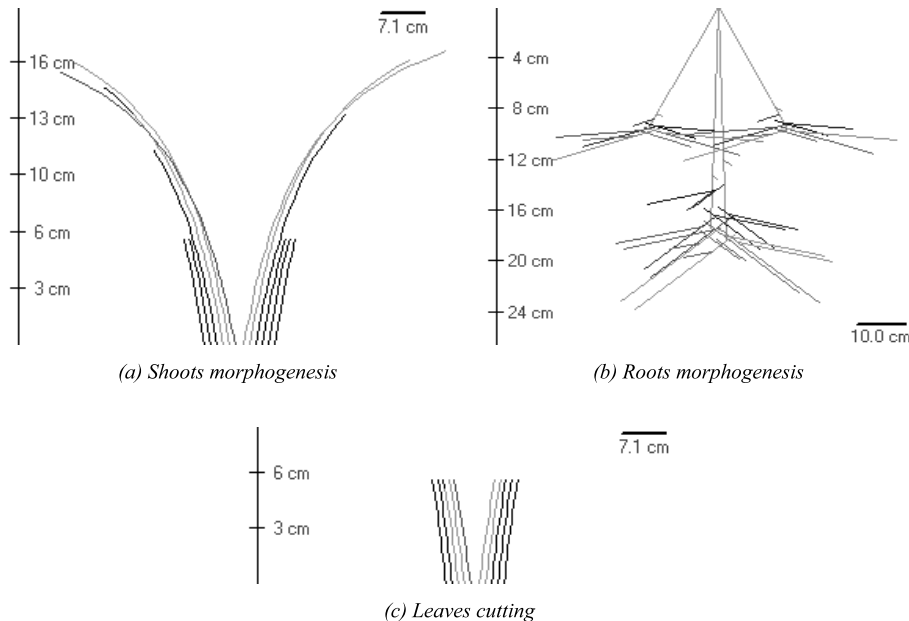 7.1 cm
16 cm
13 cm
10 cm
6 cm
3 cm
(a) Shoots morphogenesis
4 cm
8 cm
12 cm
16 cm
20 cm
24 cm
10.0 cm
(b) Roots morphogenesis
7.1 cm
6 cm
3 cm
(c) Leaves cutting